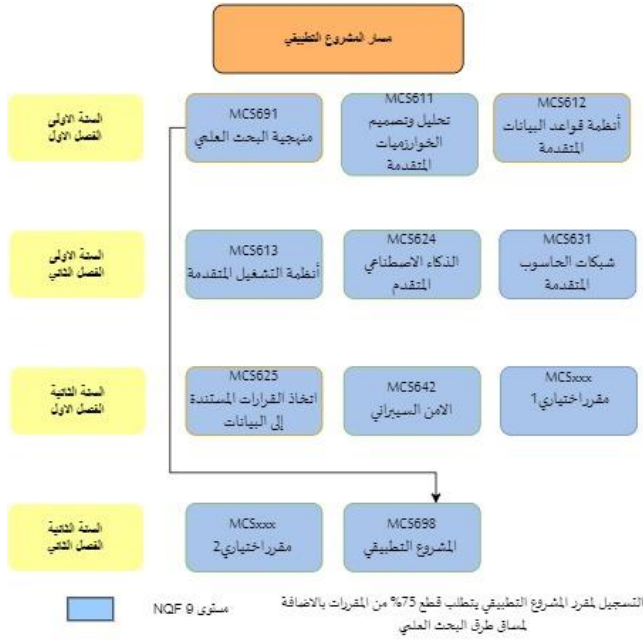 مسار المشروع التطبيقي
السنة الاولى
الفصل الاول
MCS691
منهجية البحث العلمي
MCS611
تحليل وتصميم
الخوارزميات
المتقدمة
MCS612
أنظمة قواعد البيانات
المتقدمة
السنة الاولى
الفصل الثاني
MCS613
أنظمة التشغيل المتقدمة
MCS624
الذكاء الاصطناعي
المتقدم
MCS631
شبكات الحاسوب
المتقدمة
السنة الثانية
الفصل الاول
MCS625
اتخاذ القرارات المستندة
إلى البيانات
MCS642
الامن السيبراني
MCSxxx
مقرر اختياري1
السنة الثانية
الفصل الثاني
MCSxxx
مقرر اختياري2
MCS698
المشروع التطبيقي
مستوى 9 NQF
التسجيل لمقرر المشروع التطبيقي يتطلب قطع 75% من المقررات بالاضافة
لمساق طرق البحث العلمي